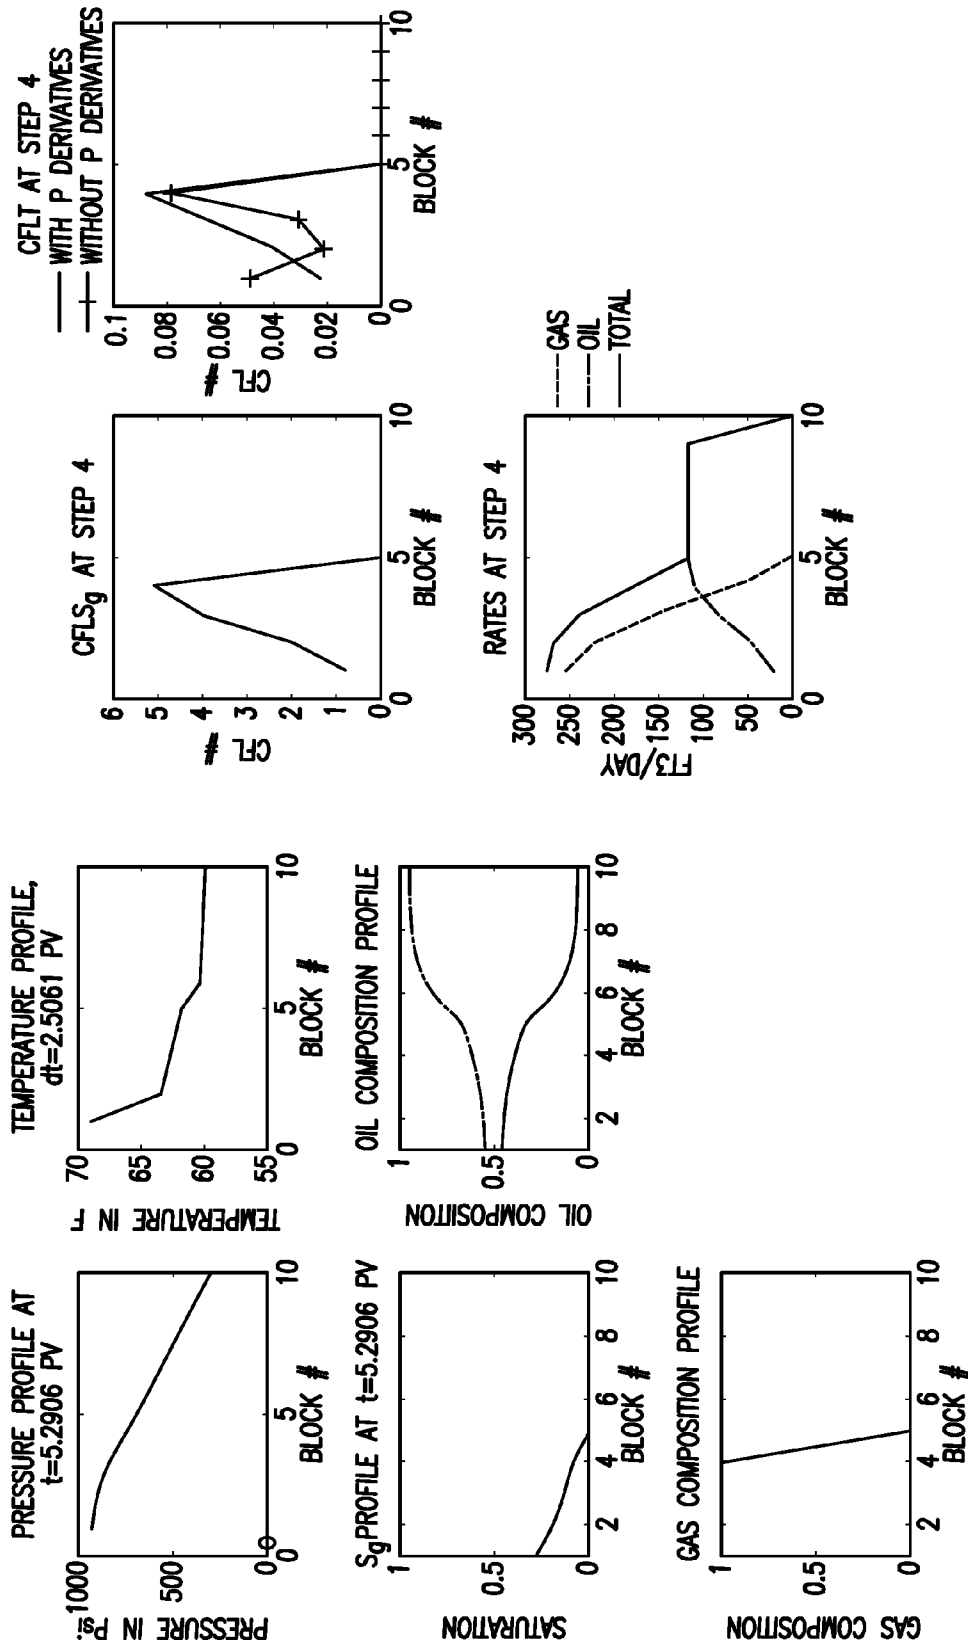 PRESSURE PROFILE AT
t=5.2906 PV
PRESSURE IN Psi.
1000
500
0
0
5
10
BLOCK #
TEMPERATURE PROFILE,
dt=2.5061 PV
TEMPERATURE IN F
70
65
60
55
0
5
10
BLOCK #
CFLSg AT STEP 4
# CFL
6
5
4
3
2
1
0
0
5
10
BLOCK #
CFLT AT STEP 4
WITH P DERIVATIVES
WITHOUT P DERIVATIVES
# CFL
0.1
0.08
0.06
0.04
0.02
0
0
5
10
BLOCK #
Sg PROFILE AT t=5.2906 PV
SATURATION
1
0.5
0
2
4
6
8
10
BLOCK #
OIL COMPOSITION PROFILE
OIL COMPOSITION
1
0.5
0
2
4
6
8
10
BLOCK #
RATES AT STEP 4
FT3/DAY
300
250
200
150
100
50
0
0
5
10
BLOCK #
GAS
OIL
TOTAL
GAS COMPOSITION PROFILE
GAS COMPOSITION
1
0.5
0
2
4
6
8
10
BLOCK #